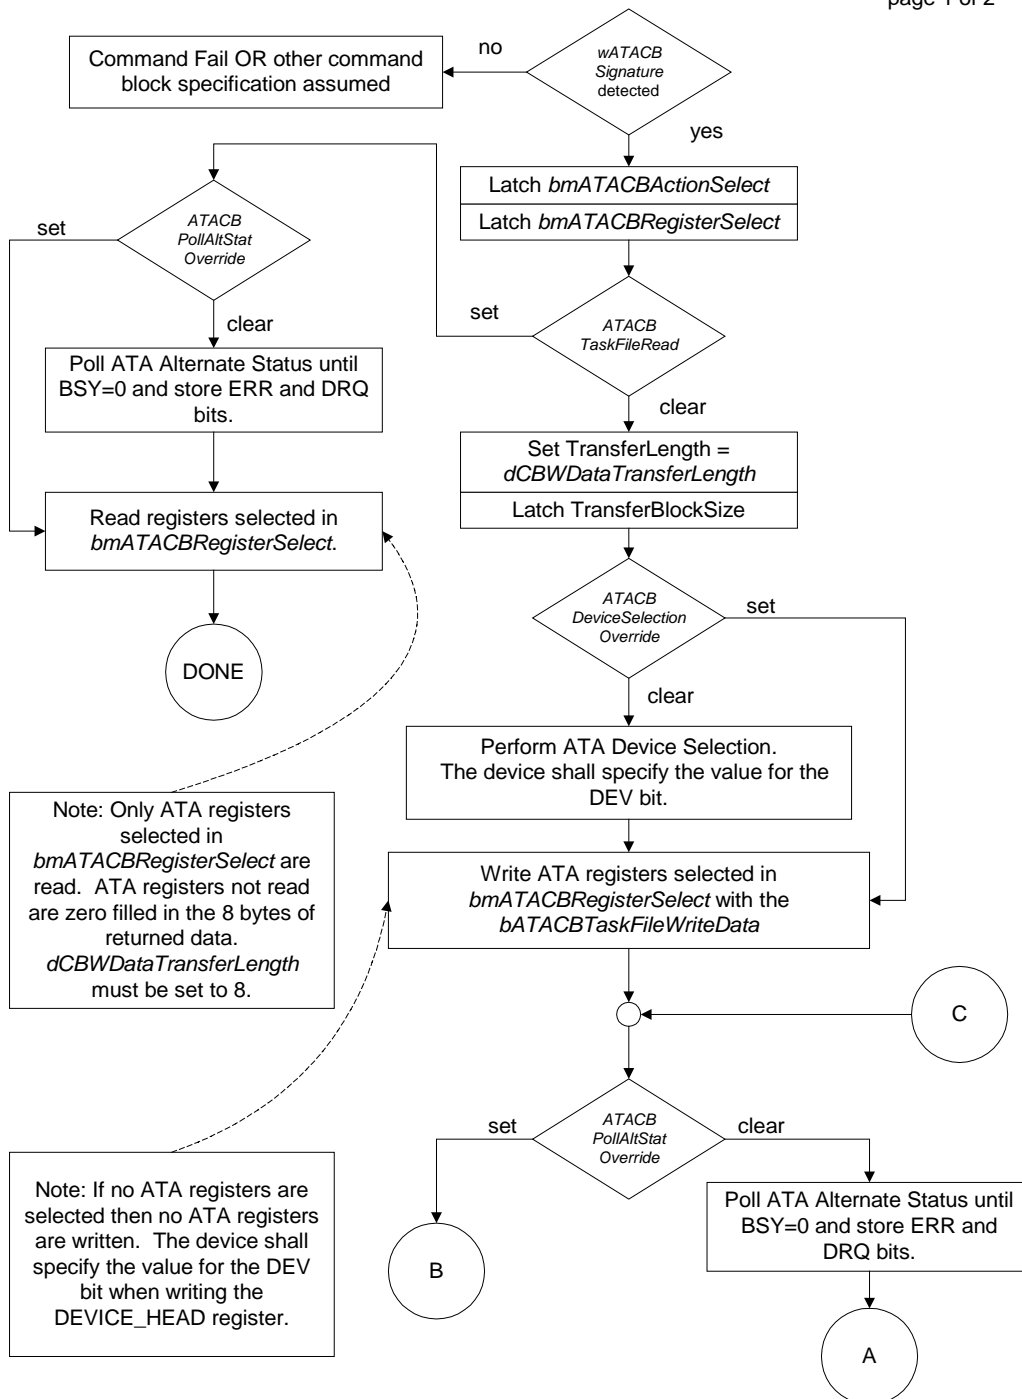 page 1 of 2
wATACB
Signature
detected
no
Command Fail OR other command
block specification assumed
yes
Latch bmATACBActionSelect
Latch bmATACBRegisterSelect
ATACB
PollAltStat
Override
set
set
ATACB
TaskFileRead
clear
Poll ATA Alternate Status until
BSY=0 and store ERR and DRQ
bits.
clear
Set TransferLength =
dCBWDataTransferLength
Latch TransferBlockSize
Read registers selected in
bmATACBRegisterSelect.
ATACB
DeviceSelection
Override
set
DONE
clear
Perform ATA Device Selection.
The device shall specify the value for the
DEV bit.
Note: Only ATA registers
selected in
bmATACBRegisterSelect are
read. ATA registers not read
are zero filled in the 8 bytes of
returned data.
dCBWDataTransferLength
must be set to 8.
Write ATA registers selected in
bmATACBRegisterSelect with the
bATACBTaskFileWriteData
C
ATACB
PollAltStat
Override
set
clear
Note: If no ATA registers are
selected then no ATA registers
are written. The device shall
specify the value for the DEV
bit when writing the
DEVICE_HEAD register.
Poll ATA Alternate Status until
BSY=0 and store ERR and
DRQ bits.
B
A